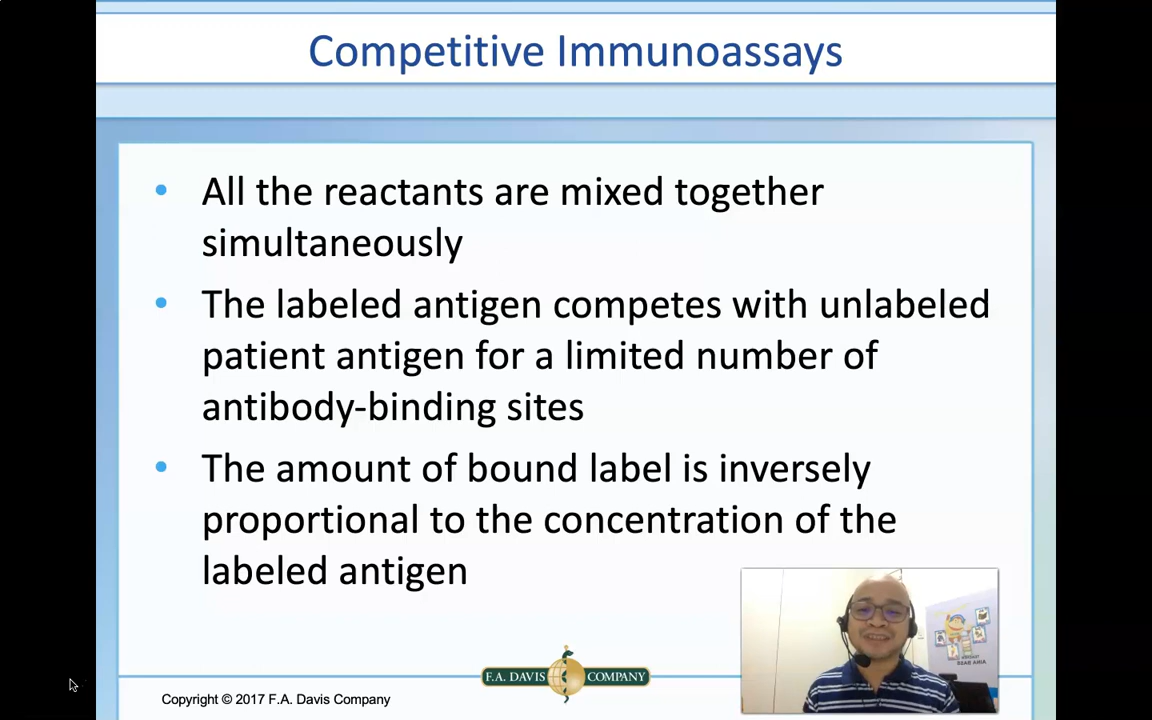 Competitive Immunoassays
• All the reactants are mixed together
simultaneously
• The labeled antigen competes with unlabeled
patient antigen for a limited number of
antibody-binding sites
• The amount of bound label is inversely
proportional to the concentration of the
labeled antigen
F.A. DAVIS COMPANY
Copyright © 2017 F.A. Davis Company